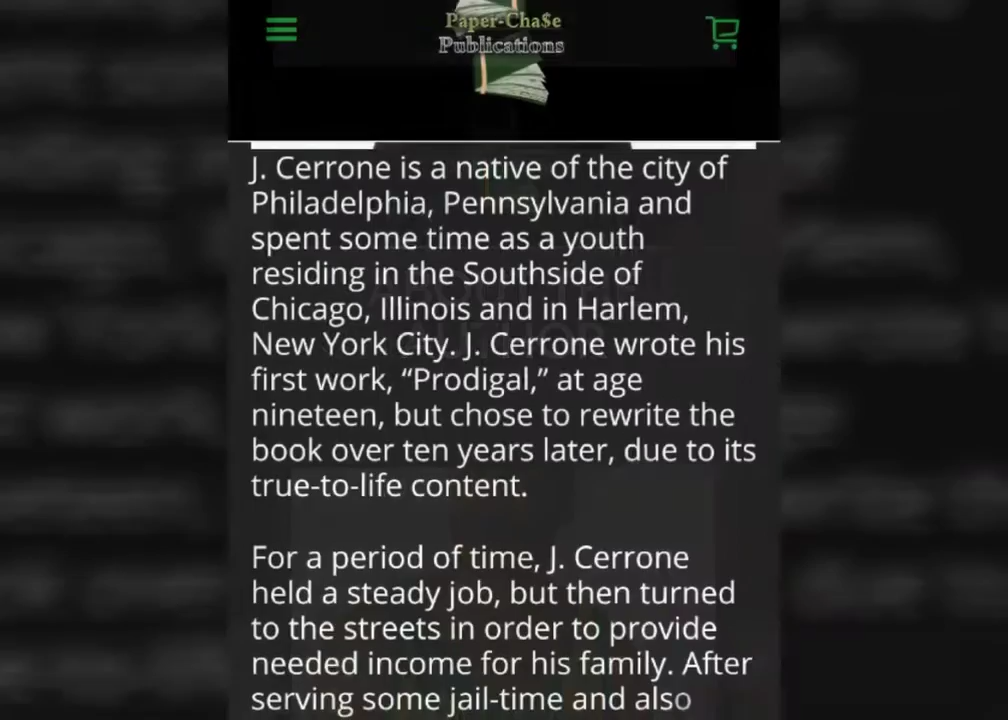 Paper-Cha$e
Publications
J. Cerrone is a native of the city of
Philadelphia, Pennsylvania and
spent some time as a youth
residing in the Southside of
Chicago, Illinois and in Harlem,
New York City. J. Cerrone wrote his
first work, “Prodigal,” at age
nineteen, but chose to rewrite the
book over ten years later, due to its
true-to-life content.
For a period of time, J. Cerrone
held a steady job, but then turned
to the streets in order to provide
needed income for his family. After
serving some jail-time and also